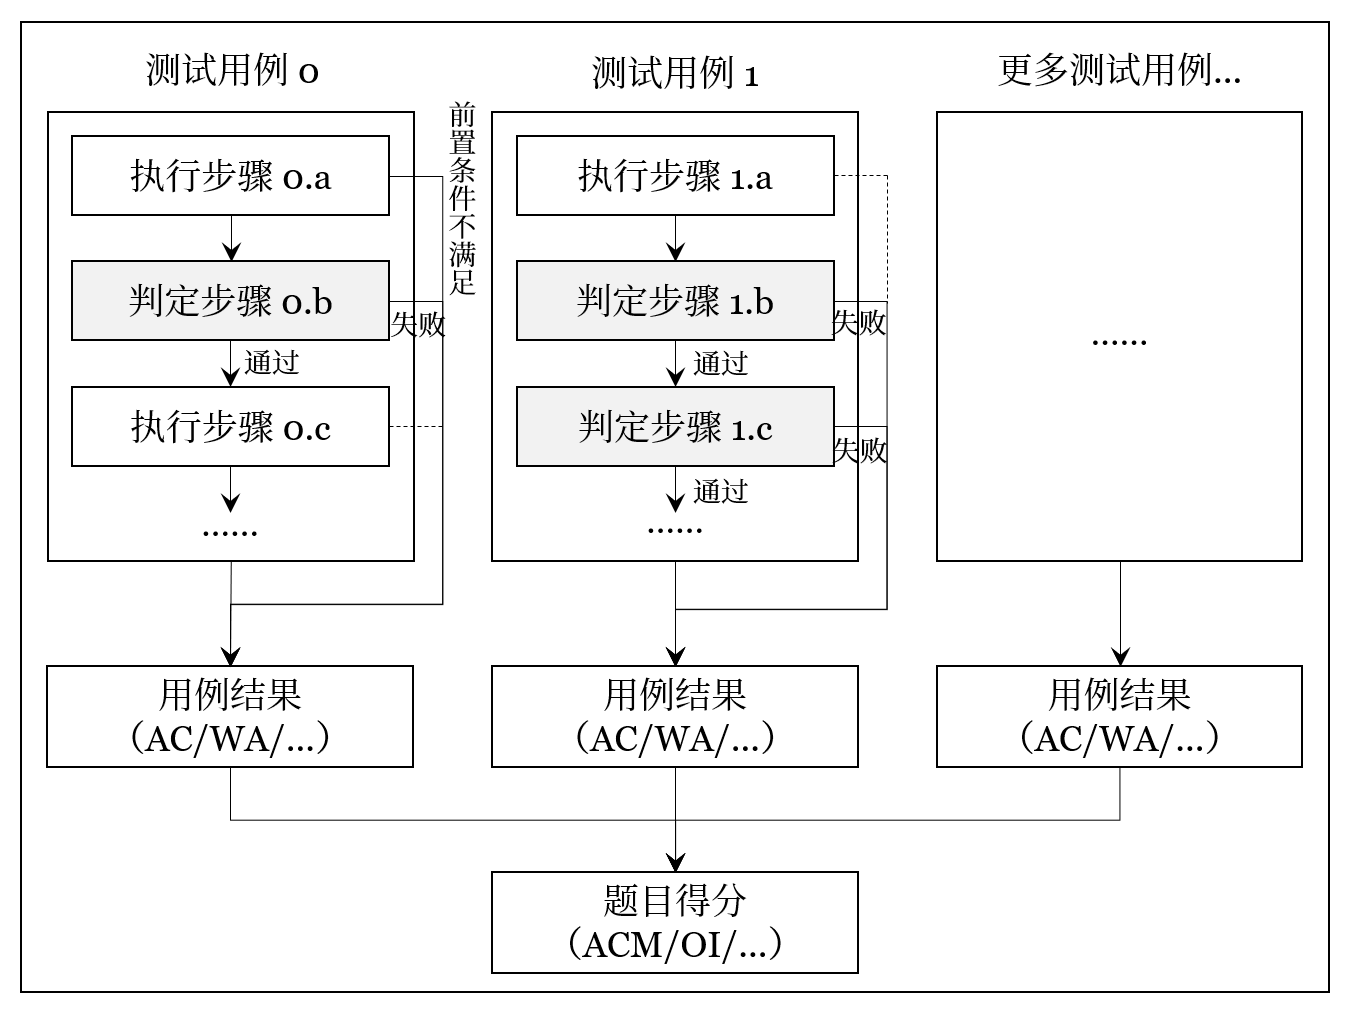 测试用例 0
执行步骤 0.a
前置条件不满足
判定步骤 0.b
失败
通过
执行步骤 0.c
......
用例结果
（AC/WA/...）
测试用例 1
执行步骤 1.a
判定步骤 1.b
失败
通过
判定步骤 1.c
失败
通过
......
用例结果
（AC/WA/...）
更多测试用例...
......
用例结果
（AC/WA/...）
题目得分
（ACM/OI/...）